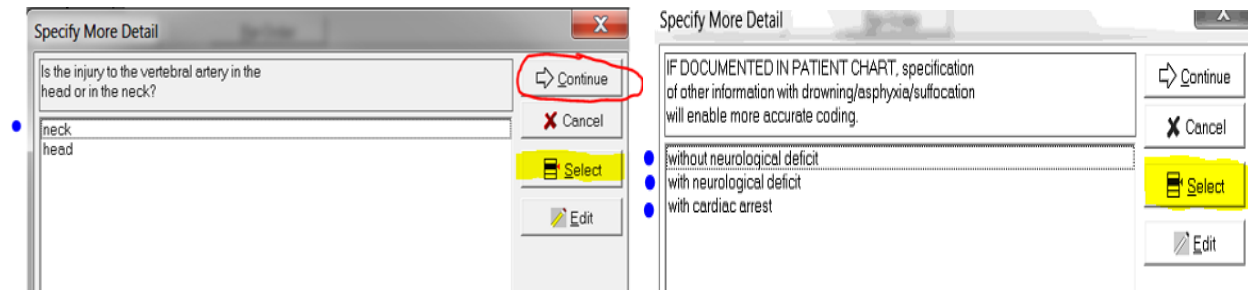 Specify More Detail
Is the injury to the vertebral artery in the
head or in the neck?
Continue
Cancel
neck
head
Select
Edit
Specify More Detail
IF DOCUMENTED IN PATIENT CHART, specification
of other information with drowning/asphyxia/suffocation
will enable more accurate coding.
Continue
Cancel
without neurological deficit
with neurological deficit
with cardiac arrest
Select
Edit